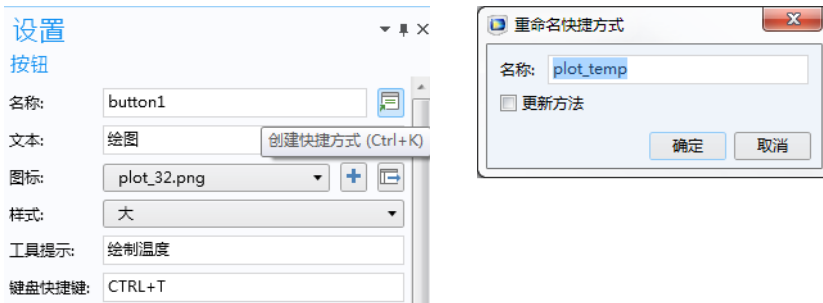 设置
按钮
名称: button1
文本: 绘图
创建快捷方式 (Ctrl+K)
图标: plot_32.png
样式: 大
工具提示: 绘制温度
键盘快捷键: CTRL+T
重命名快捷方式
名称: plot_temp
更新方法
确定 取消